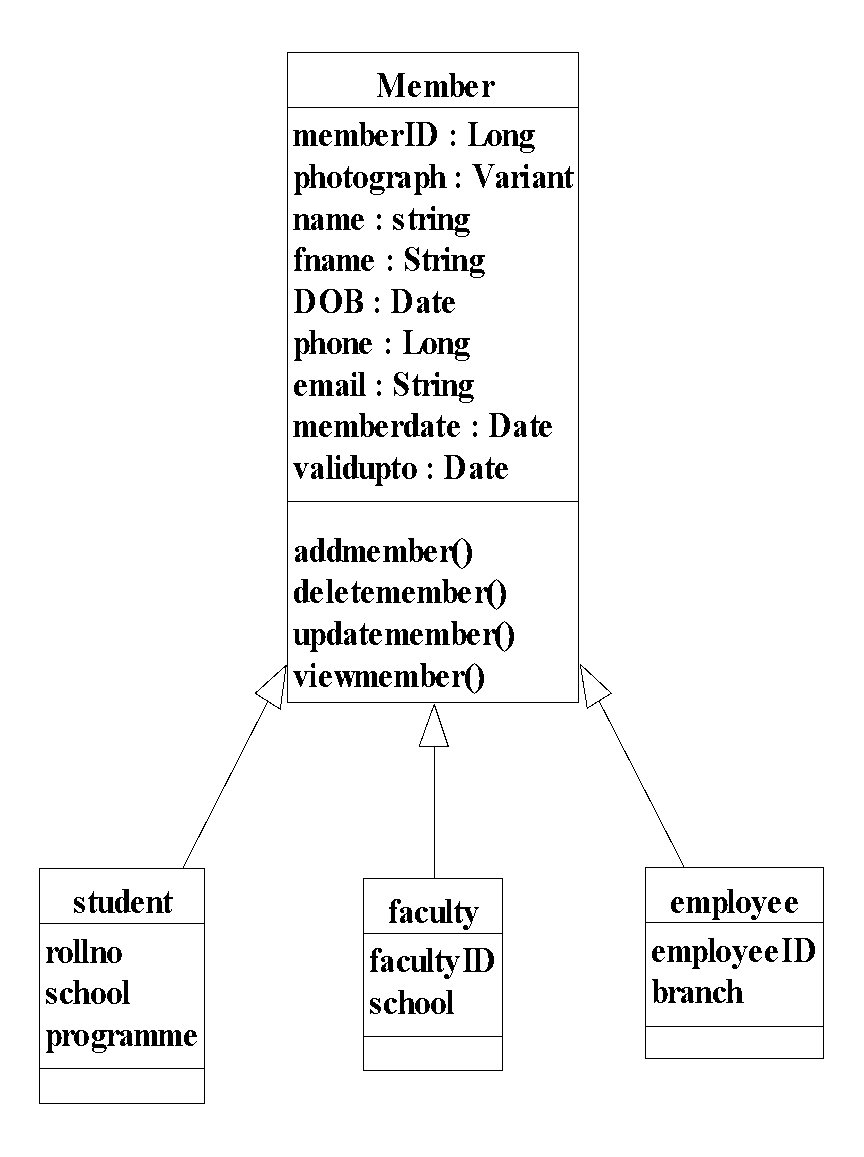 Member
memberID : Long
photograph : Variant
name : string
fname : String
DOB : Date
phone : Long
email : String
memberdate : Date
validupto : Date
addmember()
deletemember()
updatemember()
viewmember()
student
rollno
school
programme
faculty
facultyID
school
employee
employeeID
branch